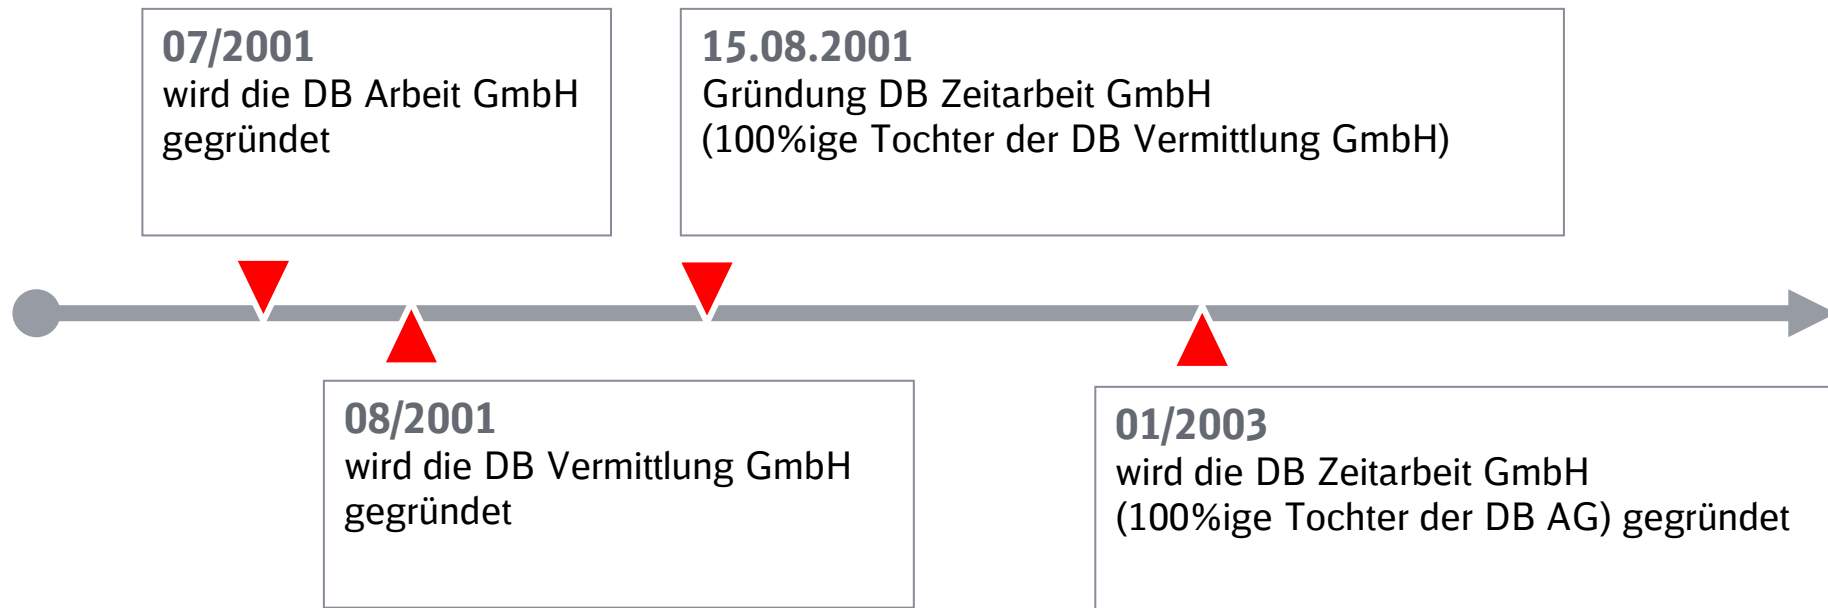 07/2001
wird die DB Arbeit GmbH
gegründet
15.08.2001
Gründung DB Zeitarbeit GmbH
(100%ige Tochter der DB Vermittlung GmbH)
08/2001
wird die DB Vermittlung GmbH
gegründet
01/2003
wird die DB Zeitarbeit GmbH
(100%ige Tochter der DB AG) gegründet